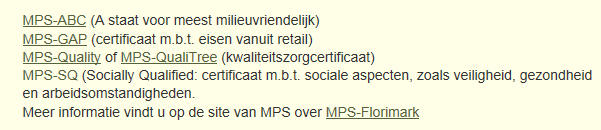 MPS-ABC (A staat voor meest milieuvriendelijk)
MPS-GAP (certificaat m.b.t. eisen vanuit retail)
MPS-Quality of MPS-QualiTree (kwaliteitszorgcertificaat)
MPS-SQ (Socially Qualified: certificaat m.b.t. sociale aspecten, zoals veiligheid, gezondheid
en arbeidsomstandigheden.
Meer informatie vindt u op de site van MPS over MPS-Florimark